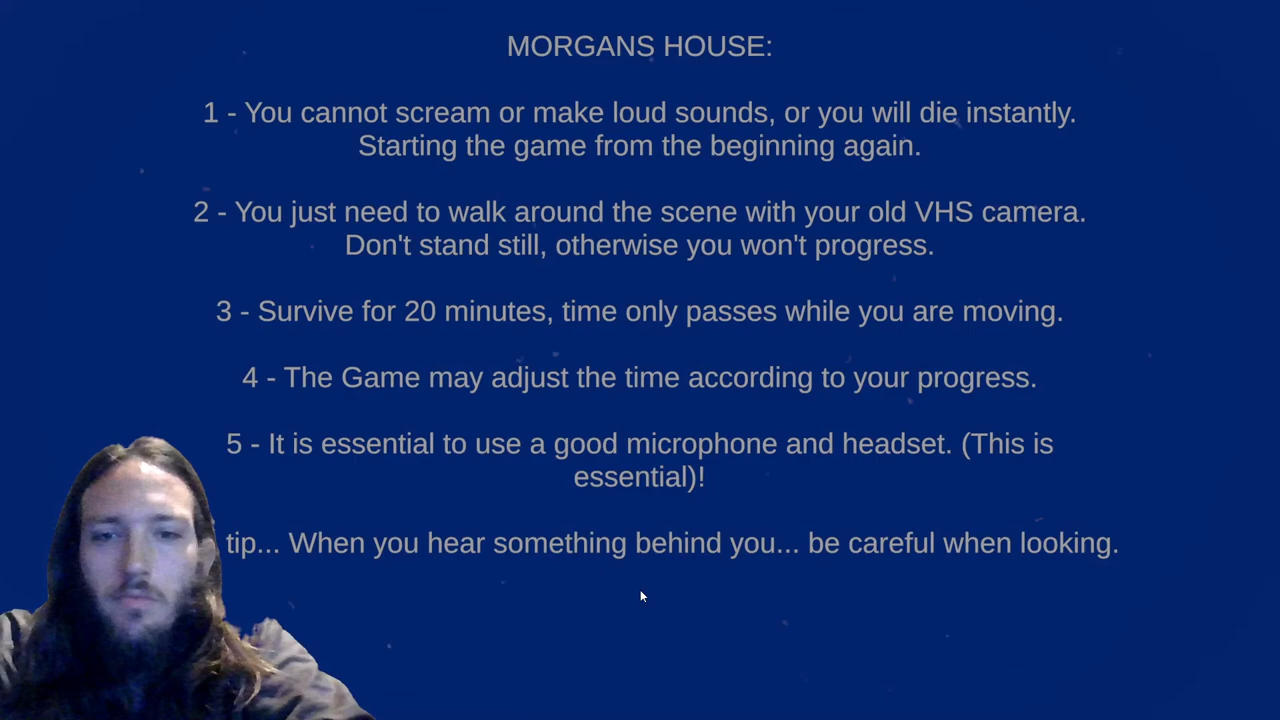 MORGANS HOUSE:
1 - You cannot scream or make loud sounds, or you will die instantly.
Starting the game from the beginning again.
2 - You just need to walk around the scene with your old VHS camera.
Don't stand still, otherwise you won't progress.
3 - Survive for 20 minutes, time only passes while you are moving.
4 - The Game may adjust the time according to your progress.
5 - It is essential to use a good microphone and headset. (This is
essential)!
tip... When you hear something behind you... be careful when looking.